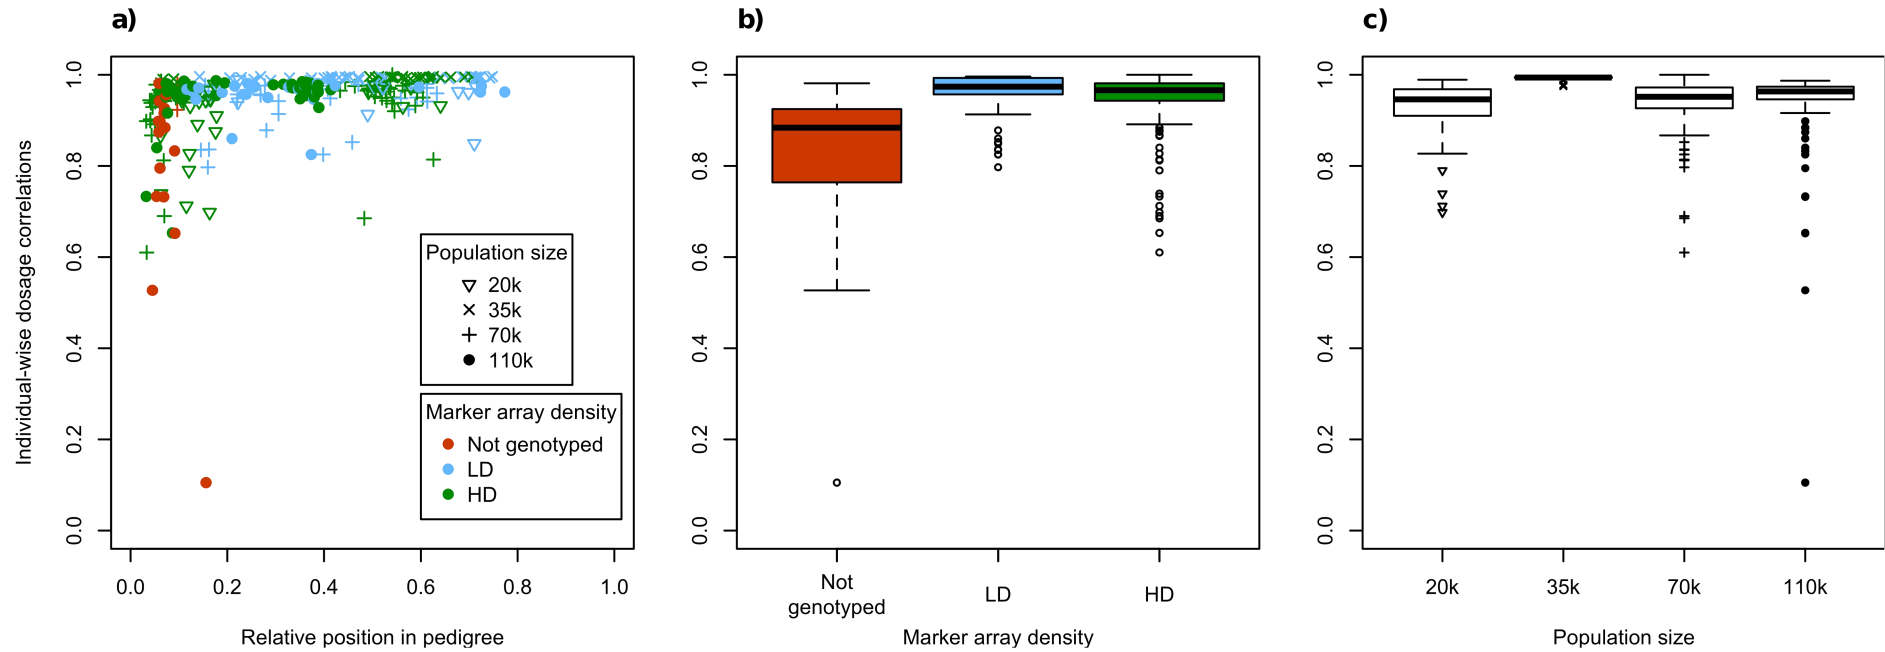 a)
Individual-wise dosage correlations
1.0
0.8
0.6
0.4
0.2
0.0
Population size
20k
35k
70k
110k
Marker array density
Not genotyped
LD
HD
0.0 0.2 0.4 0.6 0.8 1.0
Relative position in pedigree
b)
1.0
0.8
0.6
0.4
0.2
0.0
Not
genotyped
LD
HD
Marker array density
c)
1.0
0.8
0.6
0.4
0.2
0.0
20k 35k 70k 110k
Population size